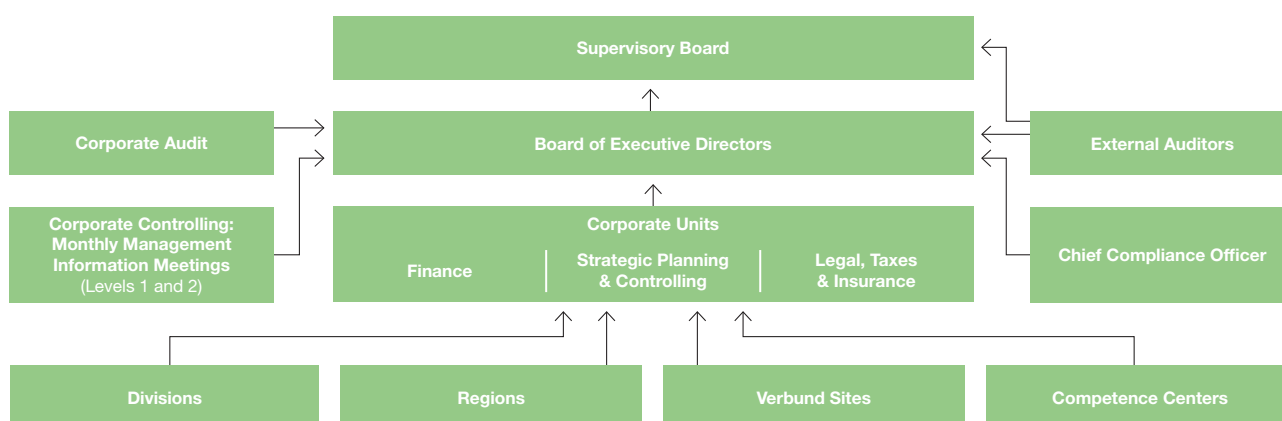 Supervisory Board
Corporate Audit
Board of Executive Directors
External Auditors
Corporate Controlling:
Monthly Management
Information Meetings
(Levels 1 and 2)
Corporate Units
Finance
Strategic Planning
& Controlling
Legal, Taxes
& Insurance
Chief Compliance Officer
Divisions
Regions
Verbund Sites
Competence Centers